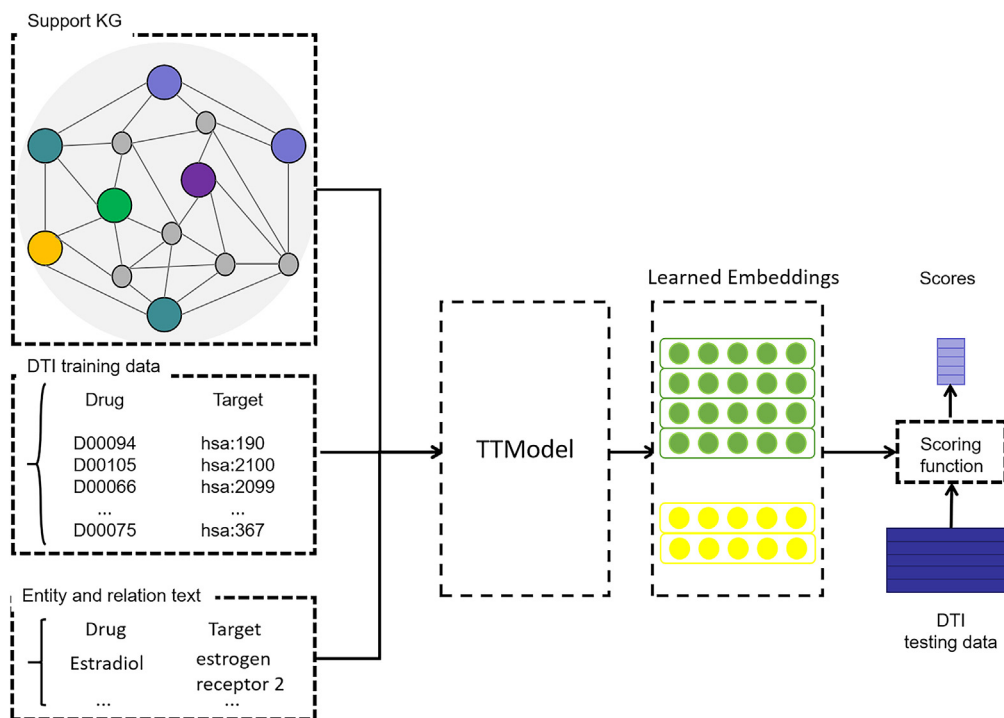 Support KG
DTI training data
Drug Target
D00094 hsa:190
D00105 hsa:2100
D00066 hsa:2099
... ...
D00075 hsa:367
Entity and relation text
Drug Target
Estradiol estrogen
receptor 2
... ...
TTModel
Learned Embeddings
Scores
Scoring
function
DTI
testing data